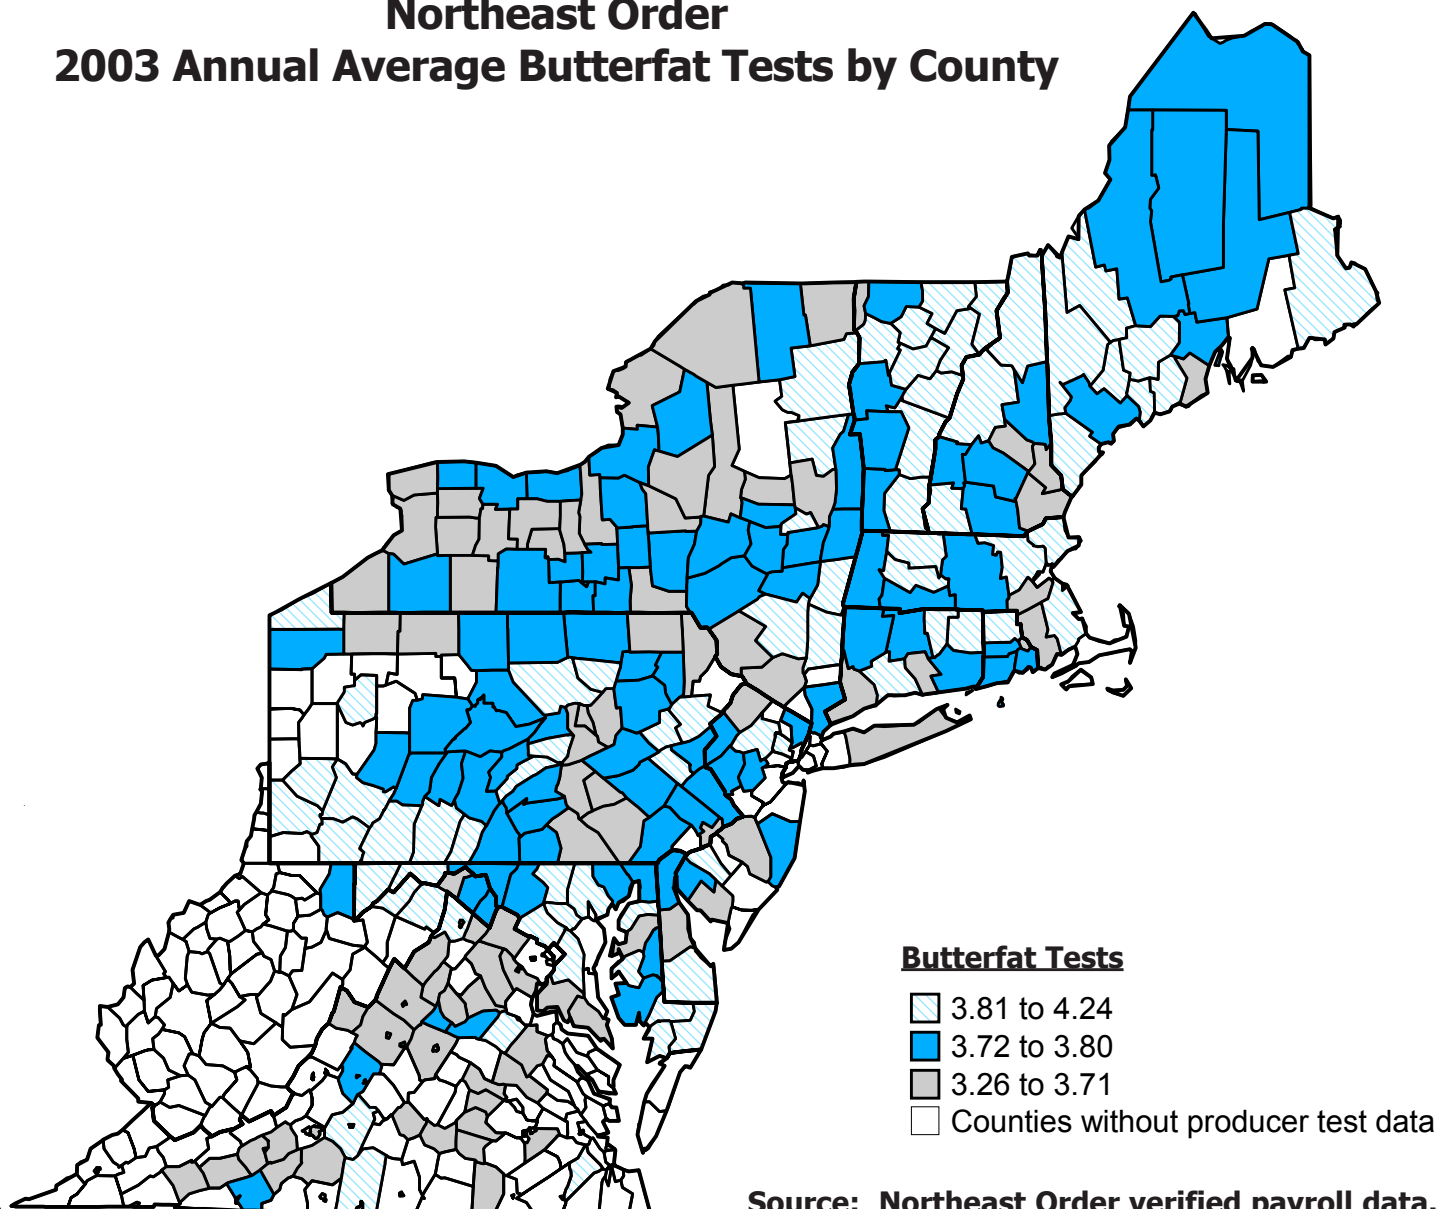 Northeast Order
2003 Annual Average Butterfat Tests by County
Butterfat Tests
3.81 to 4.24
3.72 to 3.80
3.26 to 3.71
Counties without producer test data
Source: Northeast Order verified payroll data.